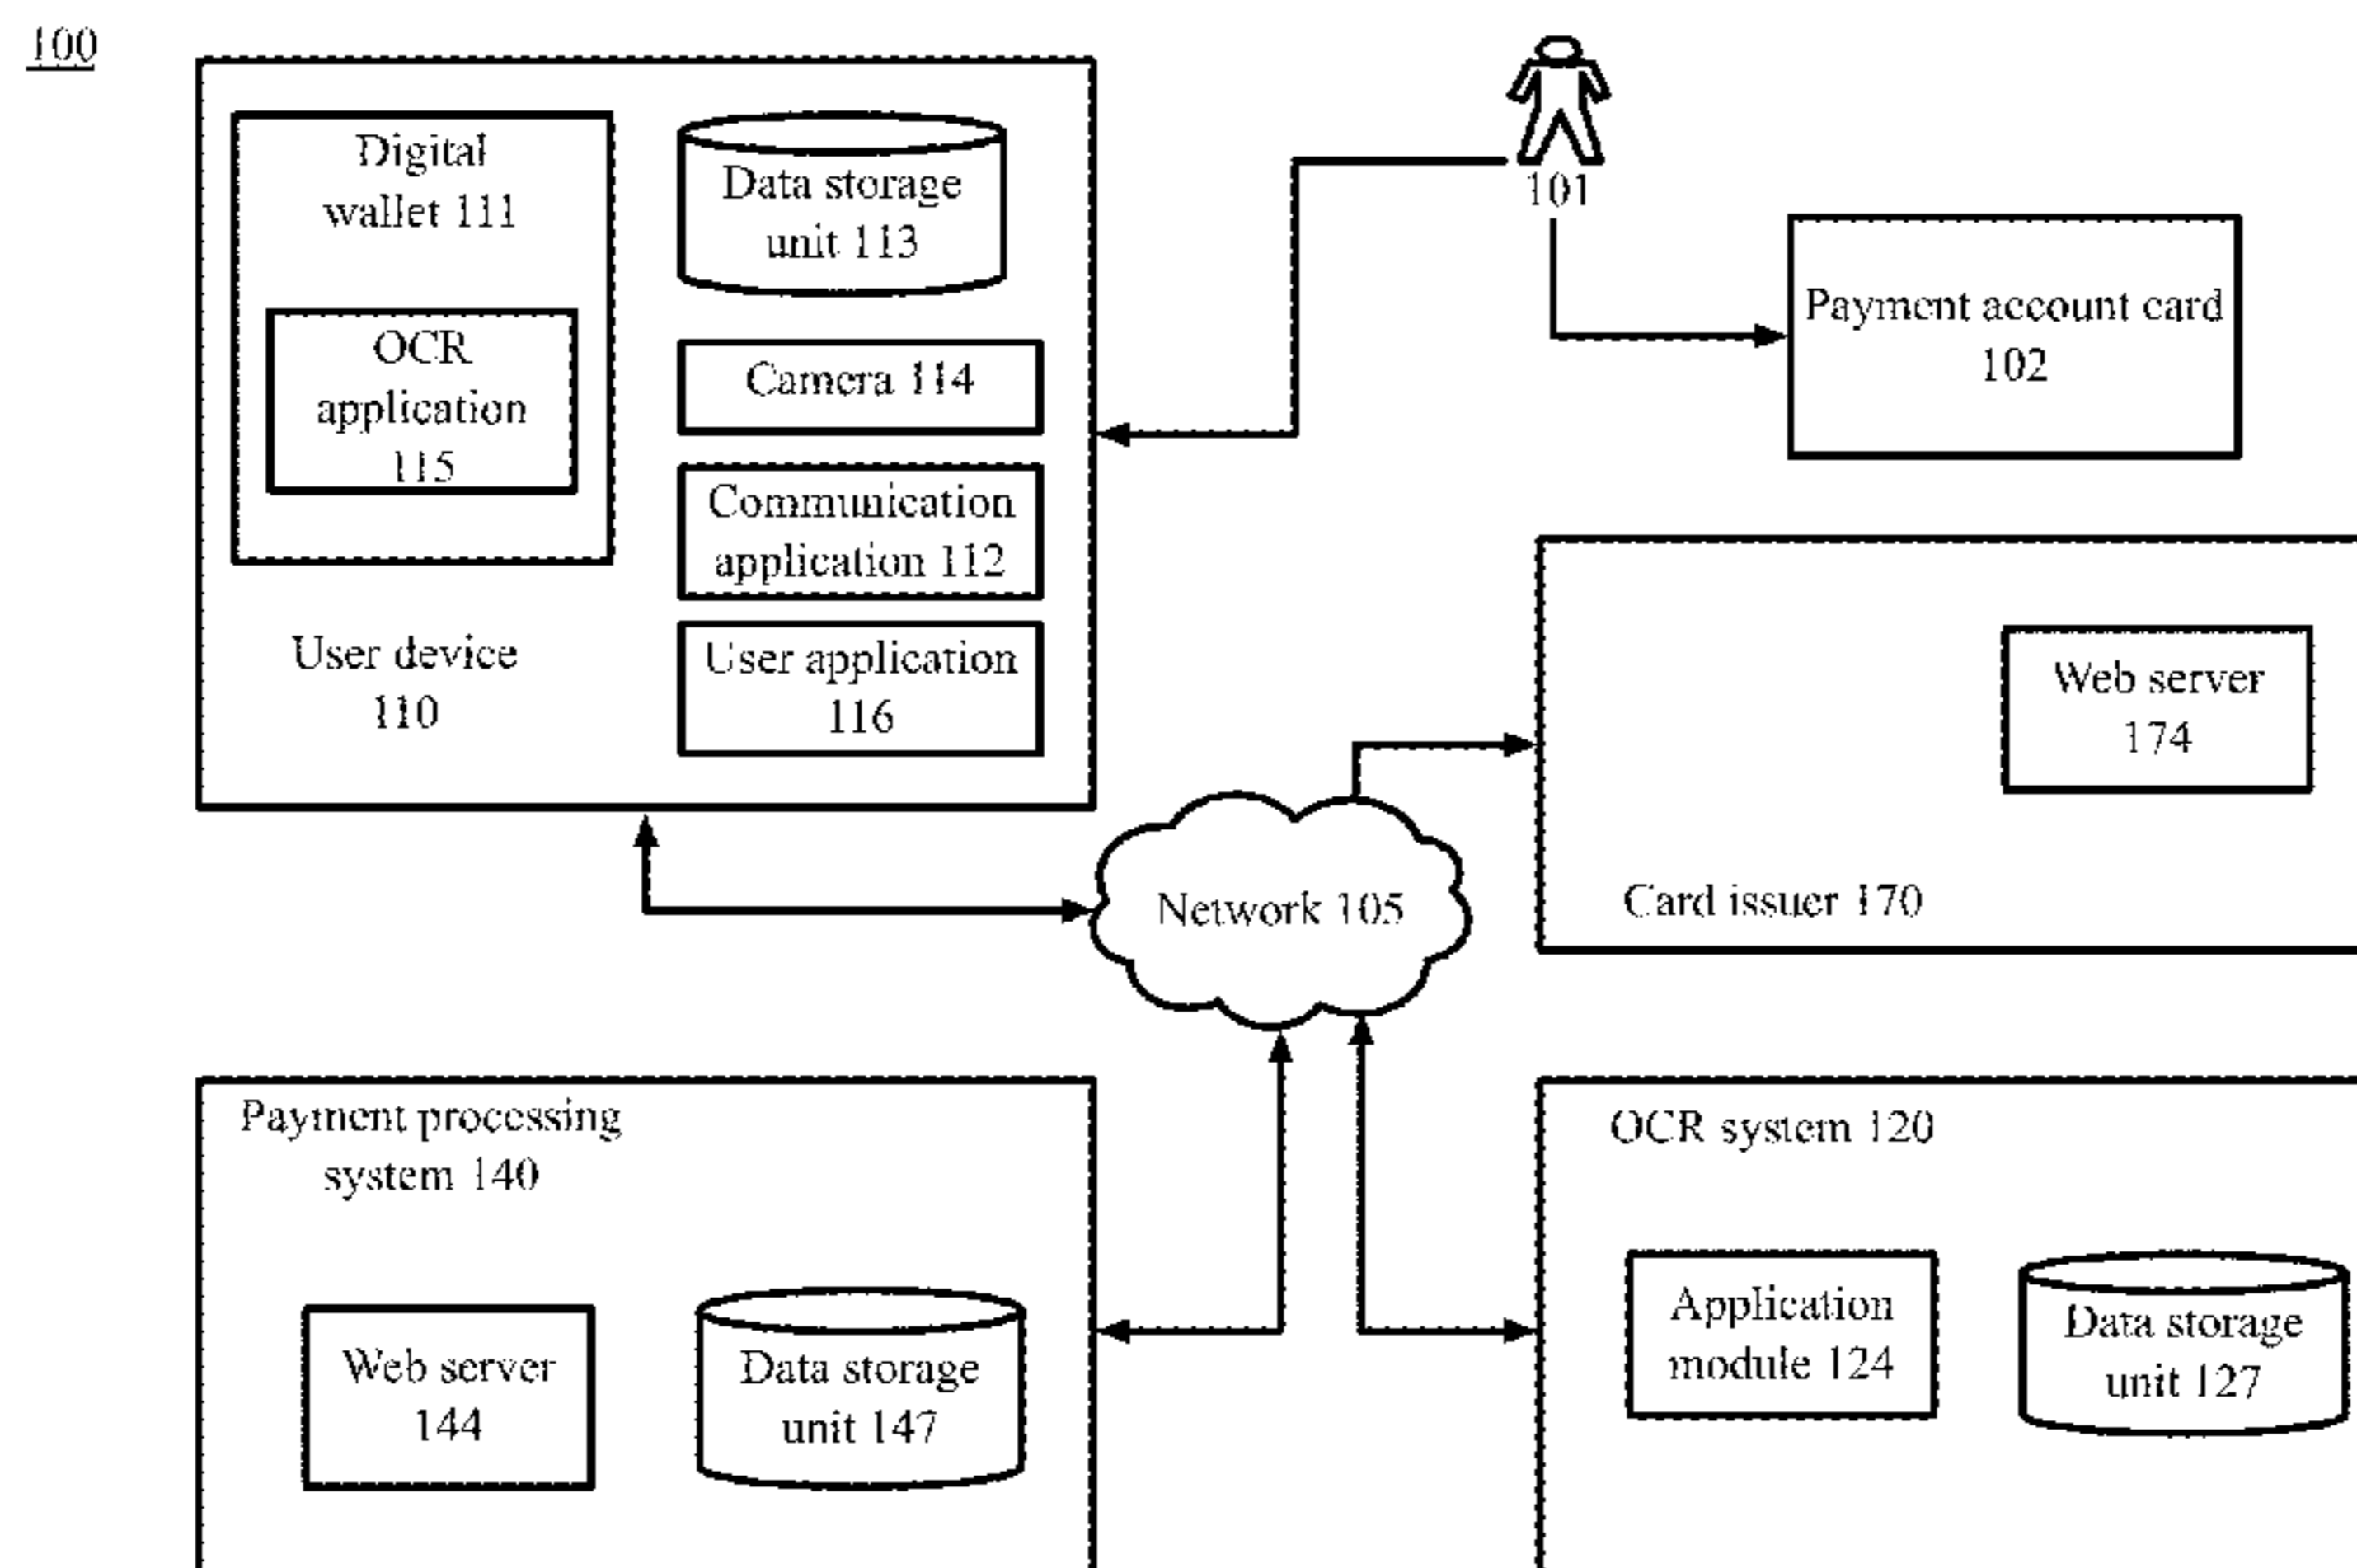 100
Digital
wallet 111
OCR
application
115
User device
110
Data storage
unit 113
Camera 114
Communication
application 112
User application
116
101
Payment account card
102
Web server
174
Card issuer 170
Network 105
Payment processing
system 140
Web server
144
Data storage
unit 147
OCR system 120
Application
module 124
Data storage
unit 127